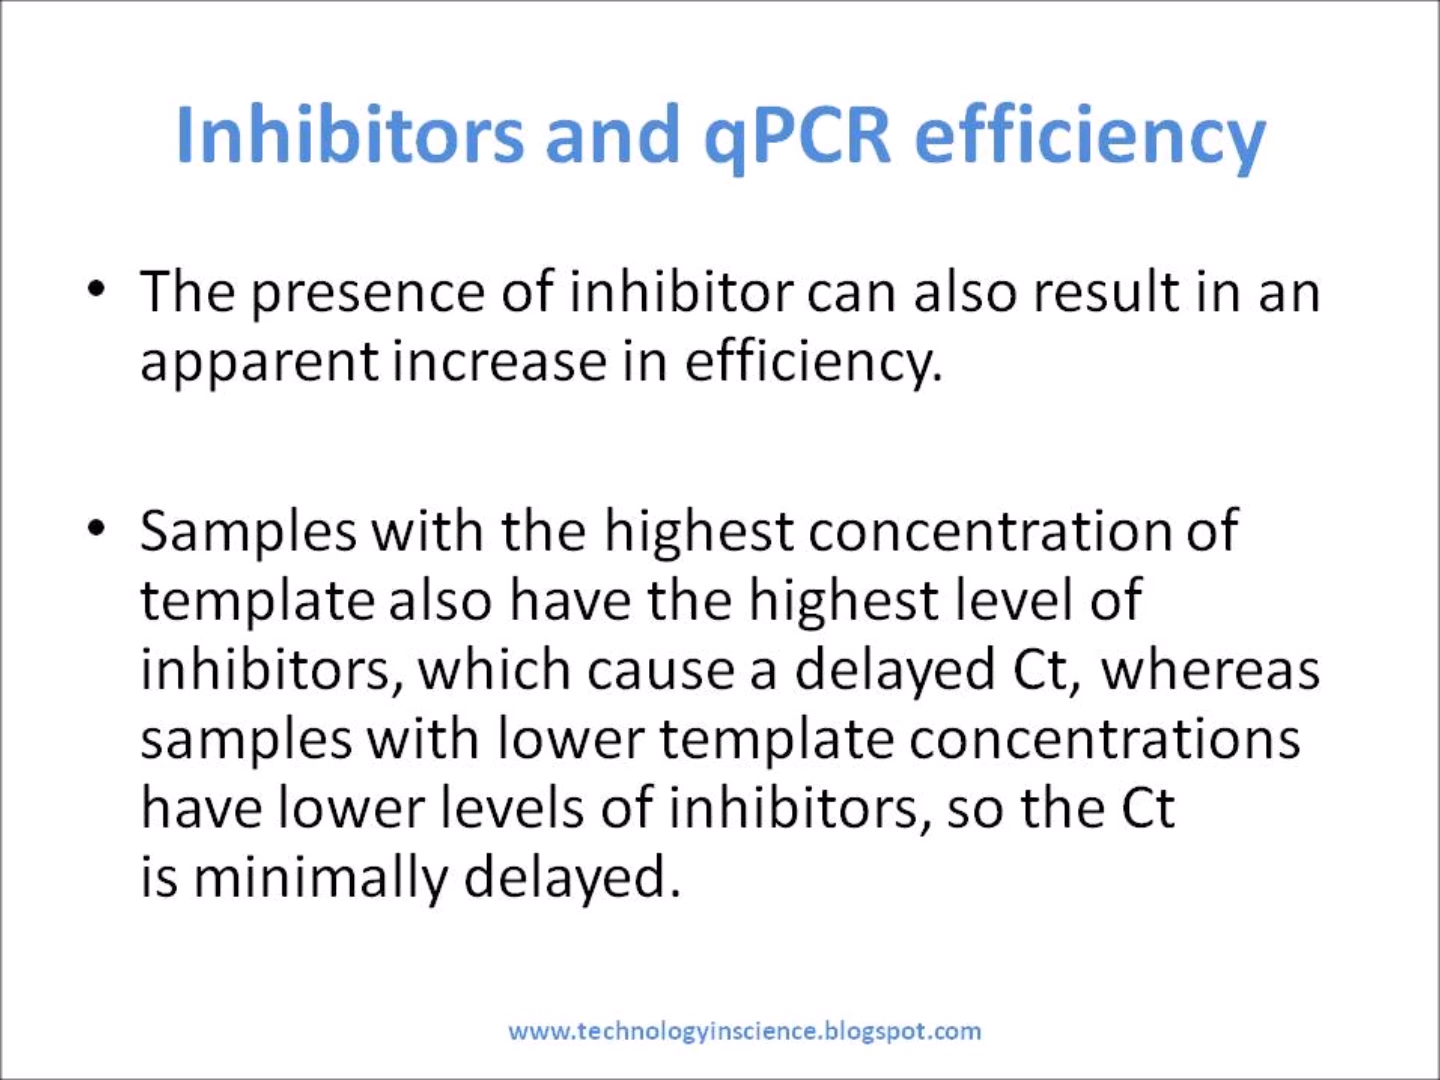 Inhibitors and qPCR efficiency
• The presence of inhibitor can also result in an
apparent increase in efficiency.
• Samples with the highest concentration of
template also have the highest level of
inhibitors, which cause a delayed Ct, whereas
samples with lower template concentrations
have lower levels of inhibitors, so the Ct
is minimally delayed.
www.technologyinscience.blogspot.com